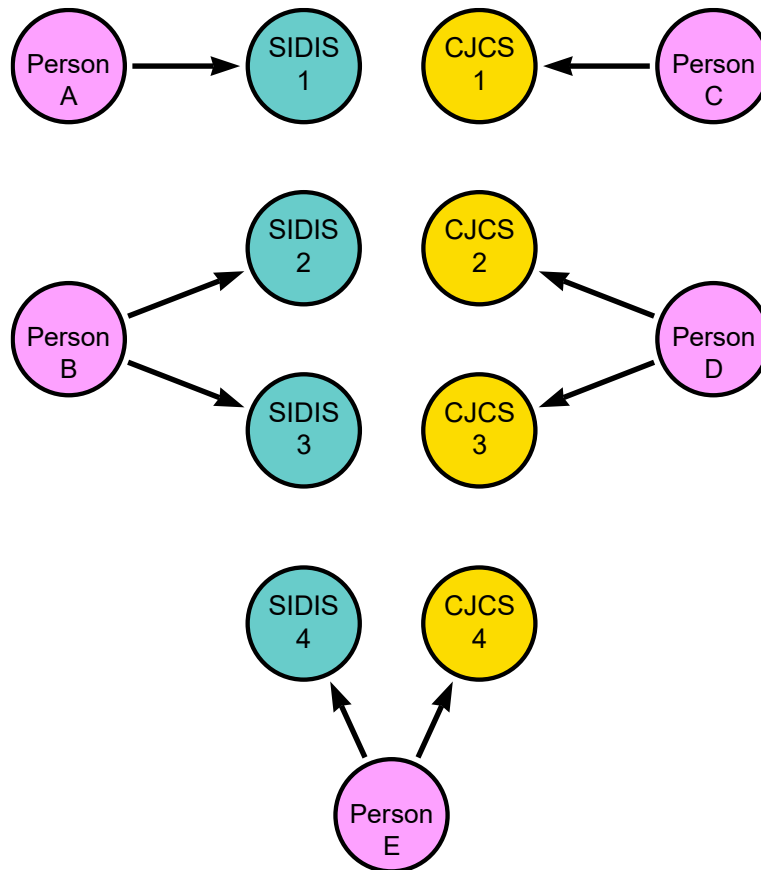 Person
A
SIDIS
1
CJCS
1
Person
C
SIDIS
2
CJCS
2
Person
B
Person
D
SIDIS
3
CJCS
3
SIDIS
4
CJCS
4
Person
E